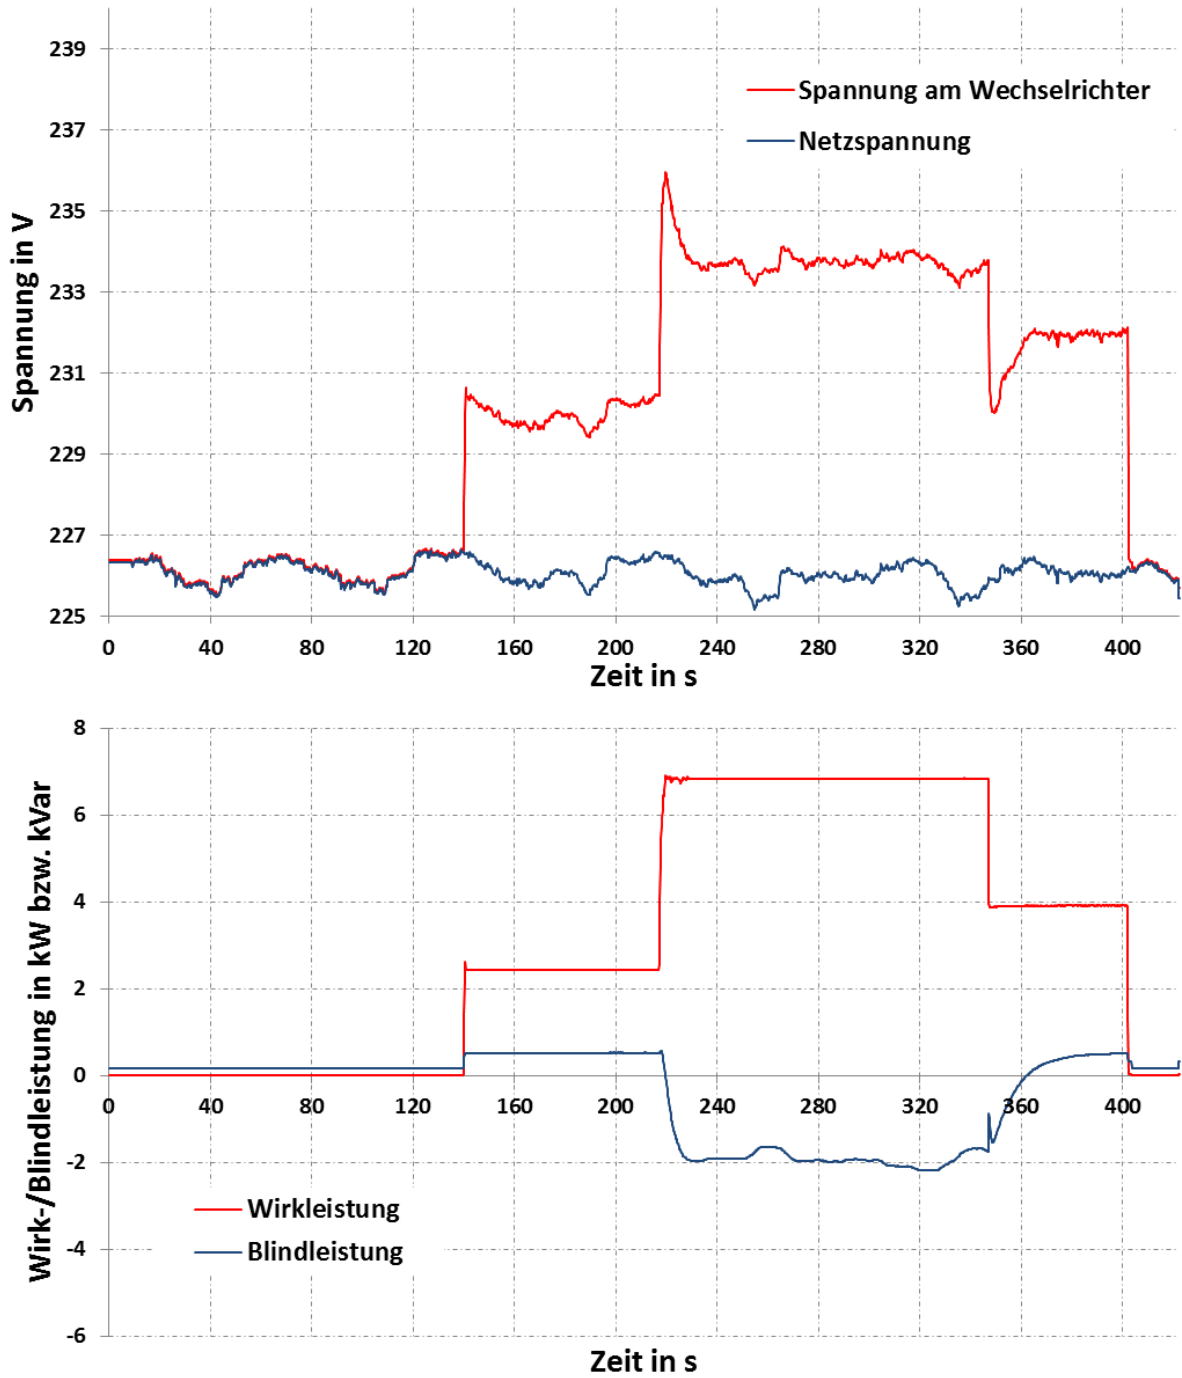 239
237
235
233
231
229
227
225
Spannung in V
Spannung am Wechselrichter
Netzspannung
0 40 80 120 160 200 240 280 320 360 400
Zeit in s
8
6
4
2
0
-2
-4
-6
Wirk-/Blindleistung in kW bzw. kVar
0 40 80 120 160 200 240 280 320 360 400
Wirkleistung
Blindleistung
Zeit in s